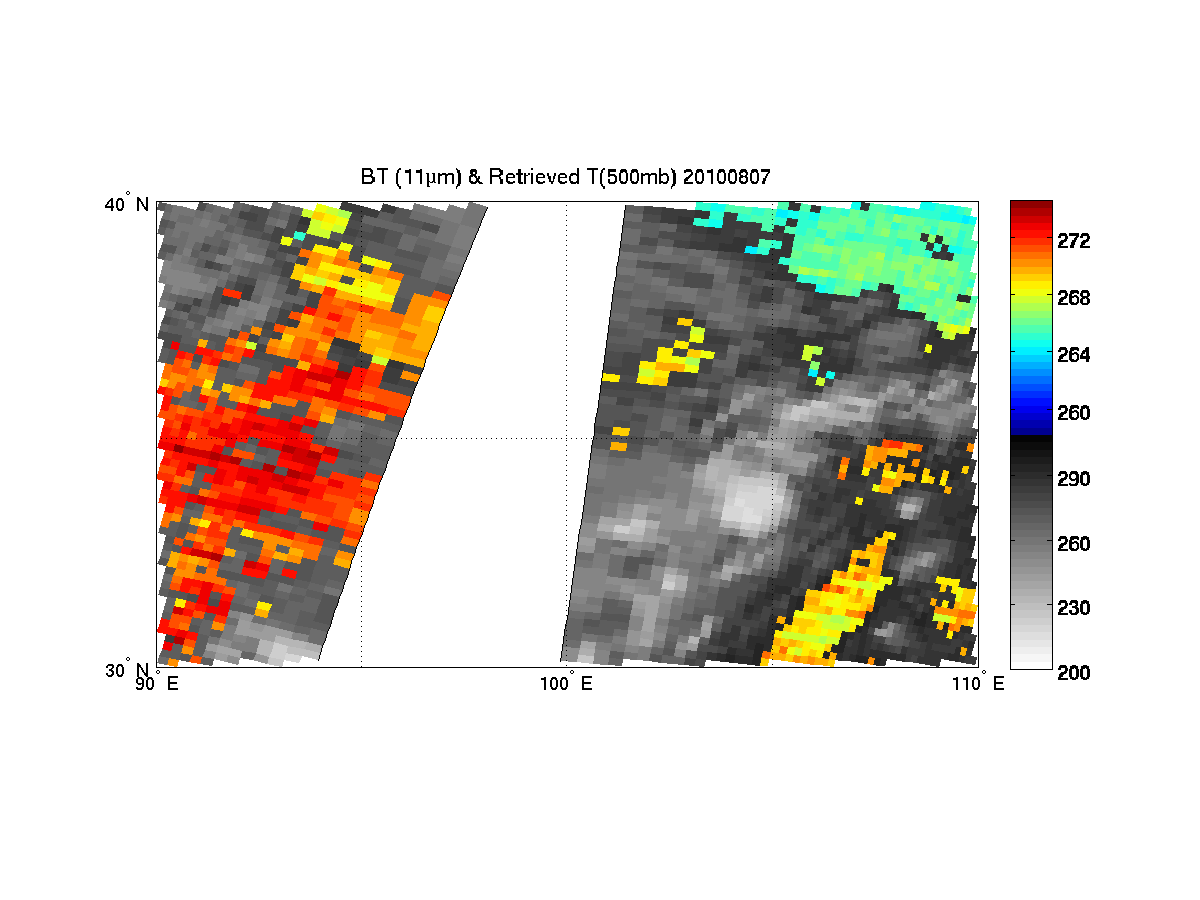 BT (11μm) & Retrieved T(500mb) 20100807
40° N
30° N
90° E
100° E
110° E
272
268
264
260
290
260
230
200